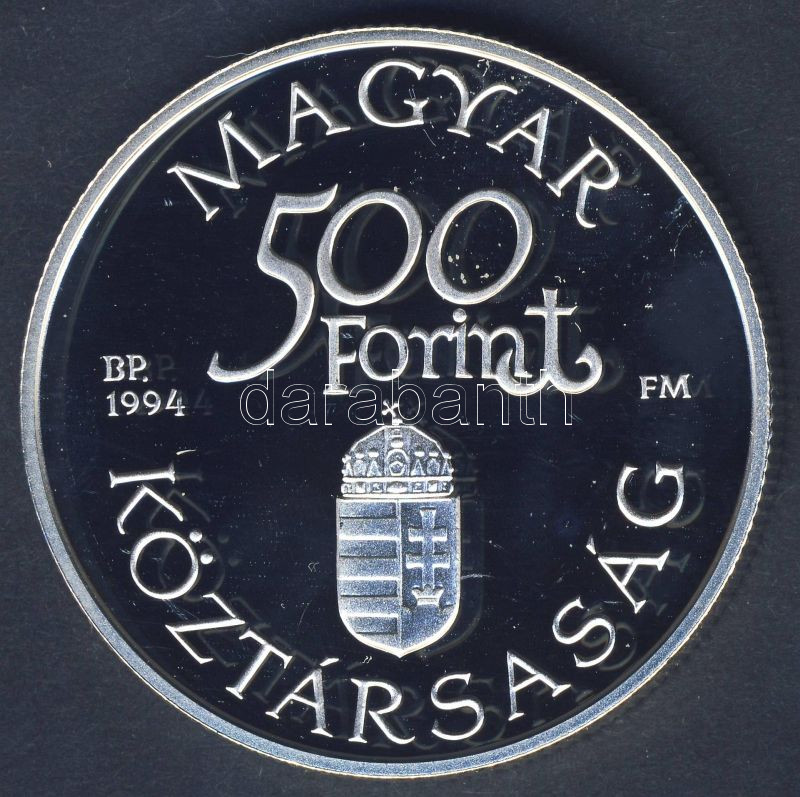 MAGYAR
500
Forint
BP.
1994
FM
darabanth
KÖZTÁRSASÁG